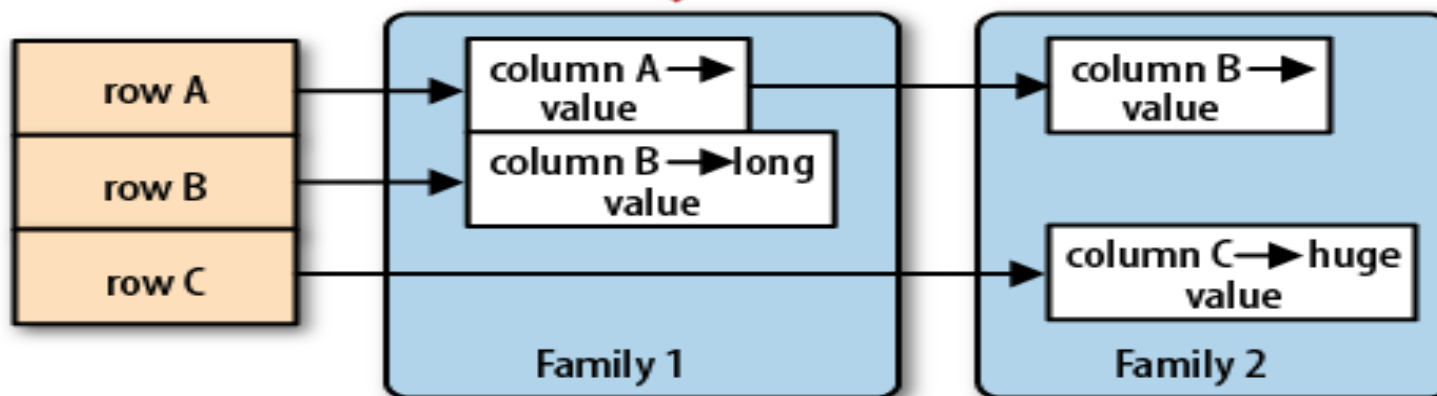 row A
column A
value
column B
value
row B
column B long
value
row C
column C huge
value
Family 1
Family 2